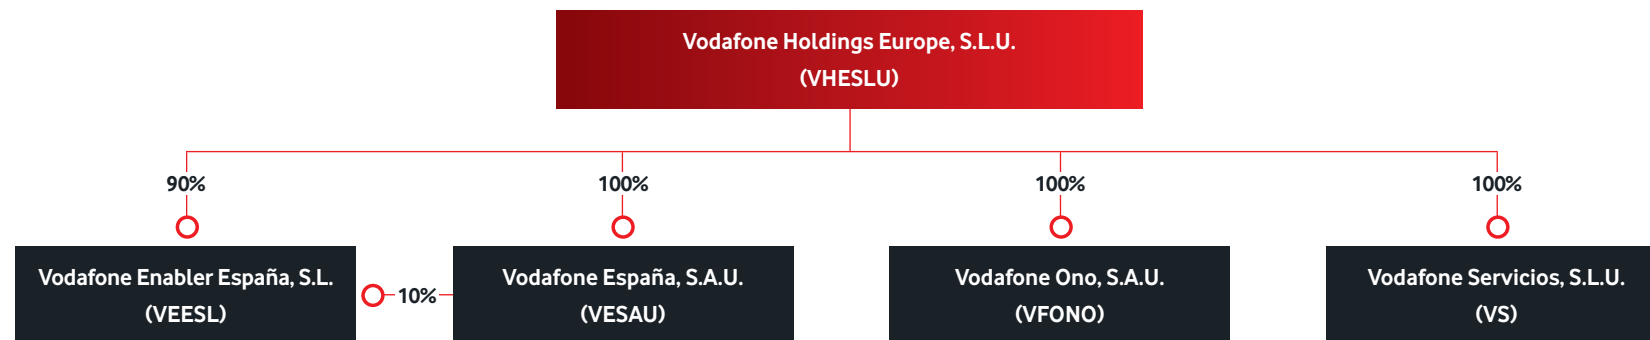 Vodafone Holdings Europe, S.L.U.
(VHESLU)
90%
100%
100%
100%
Vodafone Enabler España, S.L.
(VEESL)
10%
Vodafone España, S.A.U.
(VESAU)
Vodafone Ono, S.A.U.
(VFONO)
Vodafone Servicios, S.L.U.
(VS)